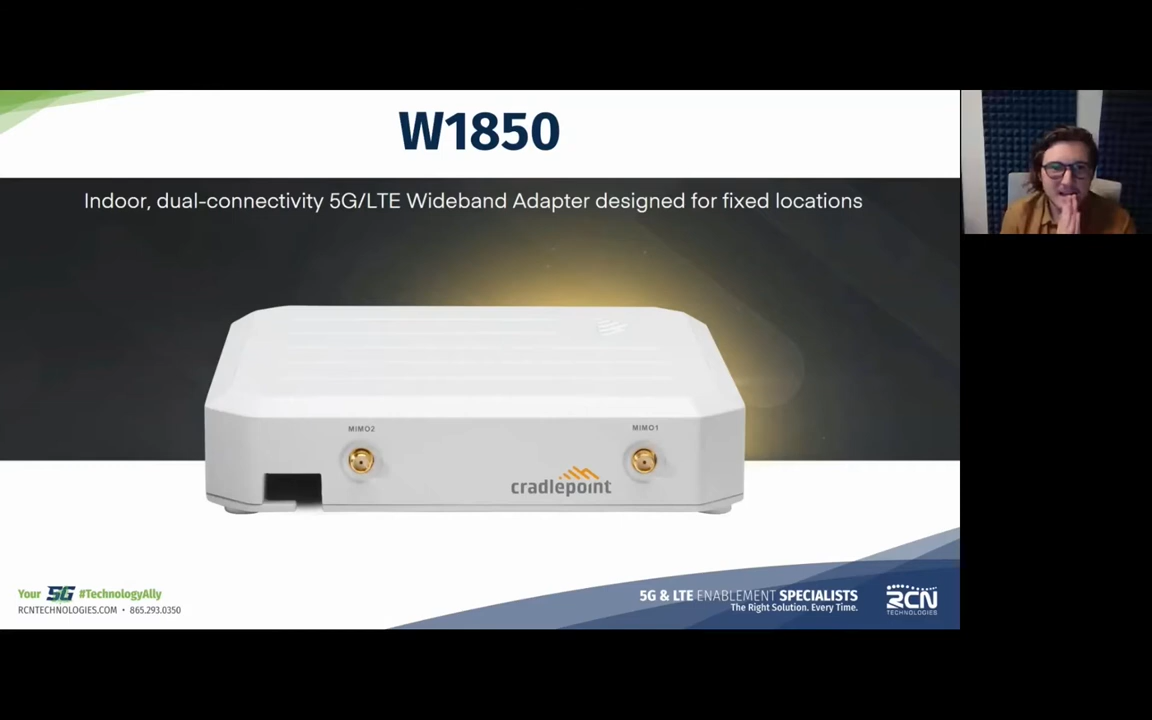 W1850
Indoor, dual-connectivity 5G/LTE Wideband Adapter designed for fixed locations
MIMO2
MIMO1
cradlepoint
Your 5G #TechnologyAlly
RCNTECHNOLOGIES.COM • 865.293.0350
5G & LTE ENABLEMENT SPECIALISTS
The Right Solution. Every Time.
RCN
TECHNOLOGIES